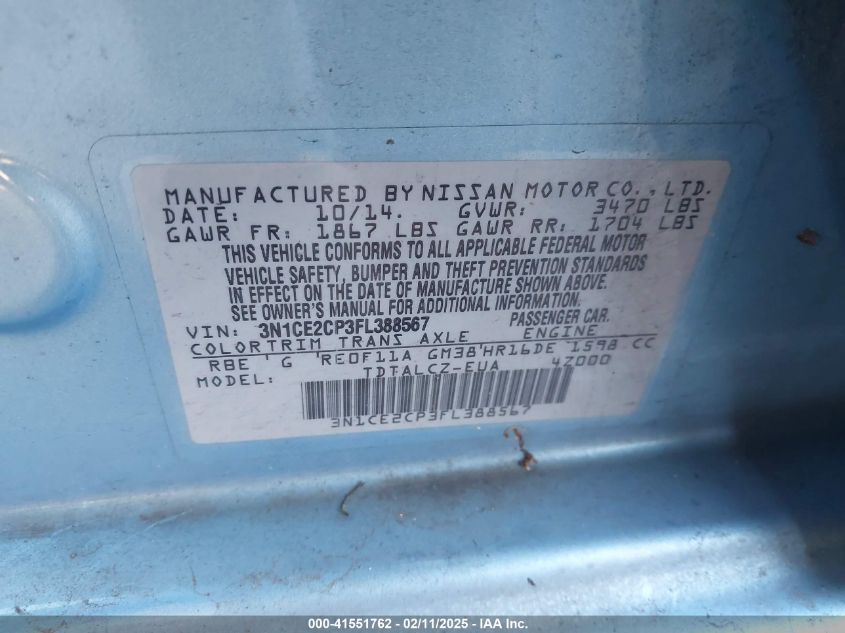 MANUFACTURED BY NISSAN MOTOR CO., LTD.
DATE: 10/14. GVWR: 3470 LBS
GAWR FR: 1867 LBS GAWR RR: 1704 LBS
THIS VEHICLE CONFORMS TO ALL APPLICABLE FEDERAL MOTOR
VEHICLE SAFETY, BUMPER AND THEFT PREVENTION STANDARDS
IN EFFECT ON THE DATE OF MANUFACTURE SHOWN ABOVE.
SEE OWNER'S MANUAL FOR ADDITIONAL INFORMATION.
VIN: 3N1CE2CP3FL388567 PASSENGER CAR.
COLOR TRIM TRANS AXLE ENGINE
RBE ' G 'RE0F11A GM38'HR16DE 1598 CC
MODEL: TDTALCZ-EUA 4Z000
3N1CE2CP3FL388567
000-41551762 - 02/11/2025 - IAA Inc.